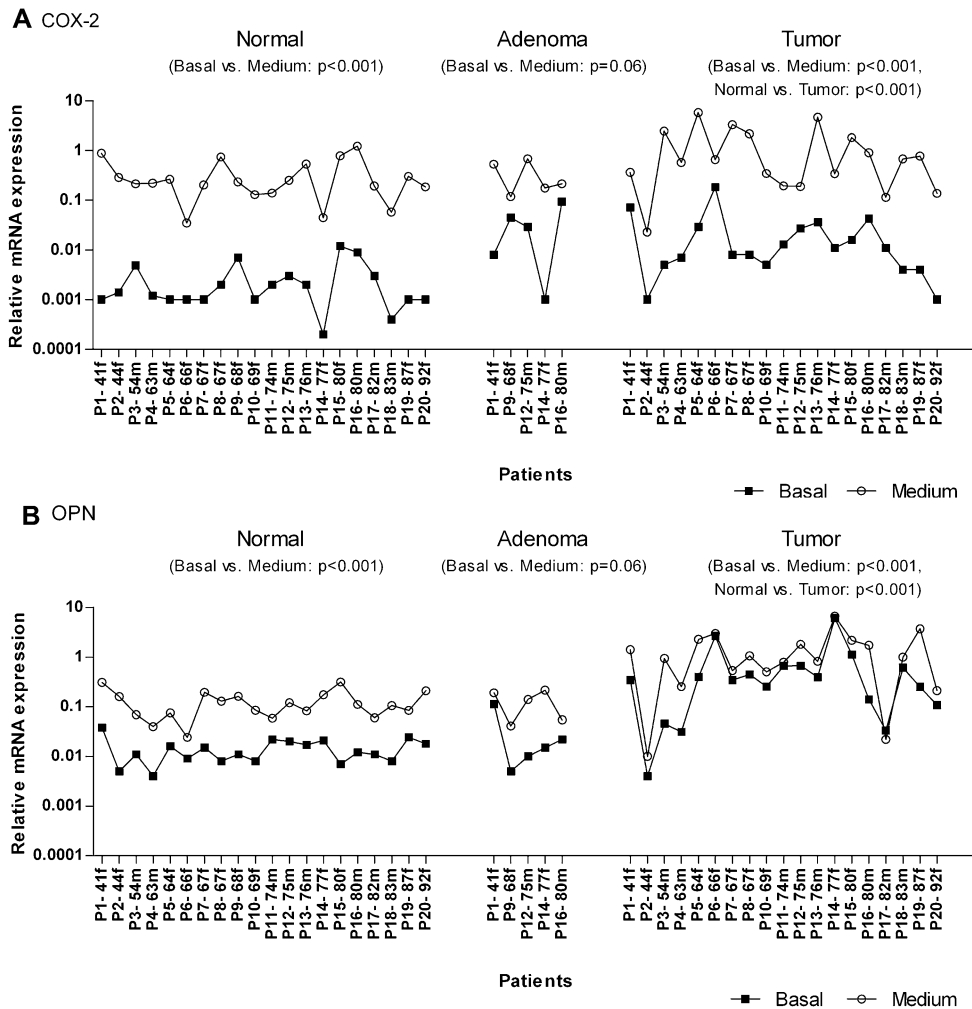 A COX-2
Normal
(Basal vs. Medium: p<0.001)
Adenoma
(Basal vs. Medium: p=0.06)
Tumor
(Basal vs. Medium: p<0.001,
Normal vs. Tumor: p<0.001)
Relative mRNA expression
10
1
0.1
0.01
0.001
0.0001
P1- 41f
P2- 44f
P3- 54m
P4- 63m
P5- 64f
P6- 66f
P7- 67f
P8- 67f
P9- 68f
P10- 69f
P11- 74m
P12- 75m
P13- 76m
P14- 77f
P15- 80f
P16- 80m
P17- 82m
P18- 83m
P19- 87f
P20- 92f
P1- 41f
P9- 68f
P12- 75m
P14- 77f
P16- 80m
P1- 41f
P2- 44f
P3- 54m
P4- 63m
P5- 64f
P6- 66f
P7- 67f
P8- 67f
P10- 69f
P11- 74m
P12- 75m
P13- 76m
P14- 77f
P15- 80f
P16- 80m
P17- 82m
P18- 83m
P19- 87f
P20- 92f
Patients
Basal
Medium
B OPN
Normal
(Basal vs. Medium: p<0.001)
Adenoma
(Basal vs. Medium: p=0.06)
Tumor
(Basal vs. Medium: p<0.001,
Normal vs. Tumor: p<0.001)
Relative mRNA expression
10
1
0.1
0.01
0.001
0.0001
P1- 41f
P2- 44f
P3- 54m
P4- 63m
P5- 64f
P6- 66f
P7- 67f
P8- 67f
P9- 68f
P10- 69f
P11- 74m
P12- 75m
P13- 76m
P14- 77f
P15- 80f
P16- 80m
P17- 82m
P18- 83m
P19- 87f
P20- 92f
P1- 41f
P9- 68f
P12- 75m
P14- 77f
P16- 80m
P1- 41f
P2- 44f
P3- 54m
P4- 63m
P5- 64f
P6- 66f
P7- 67f
P8- 67f
P10- 69f
P11- 74m
P12- 75m
P13- 76m
P14- 77f
P15- 80f
P16- 80m
P17- 82m
P18- 83m
P19- 87f
P20- 92f
Patients
Basal
Medium